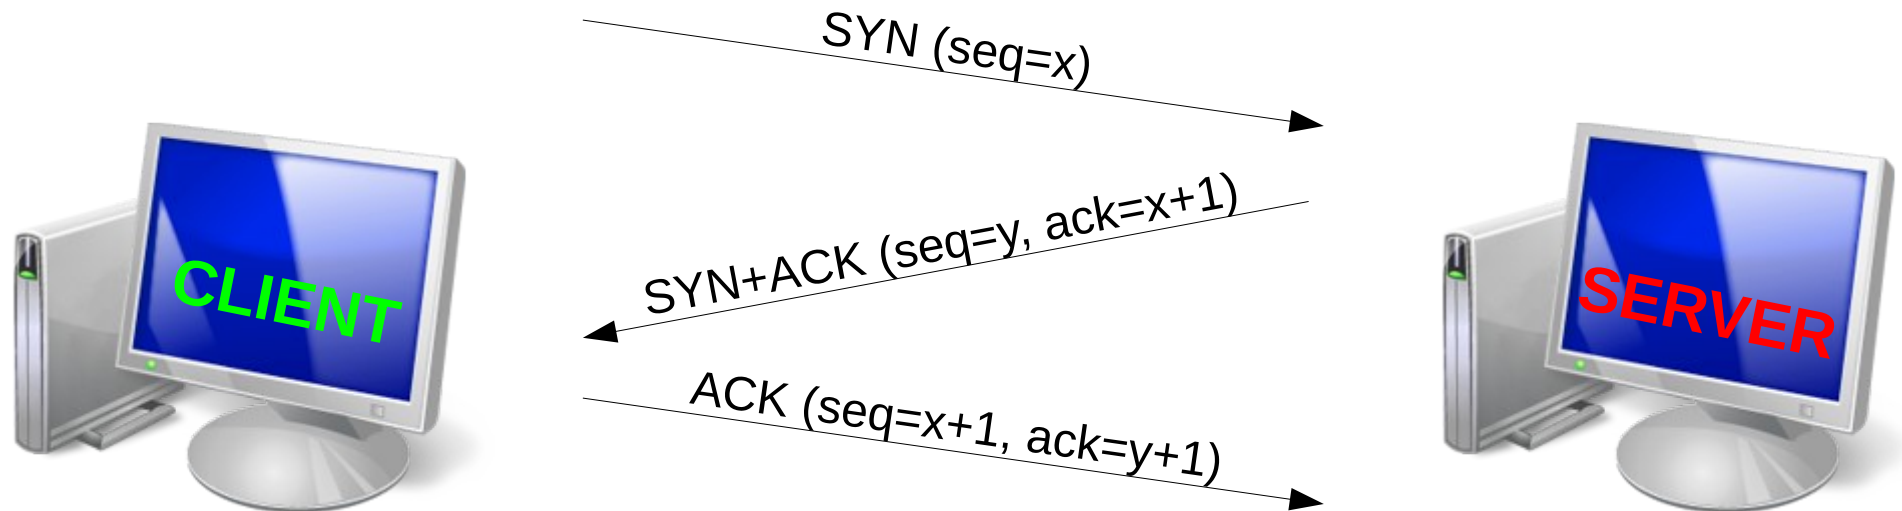 SYN (seq=x)
SYN+ACK (seq=y, ack=x+1)
CLIENT
SERVER
ACK (seq=x+1, ack=y+1)